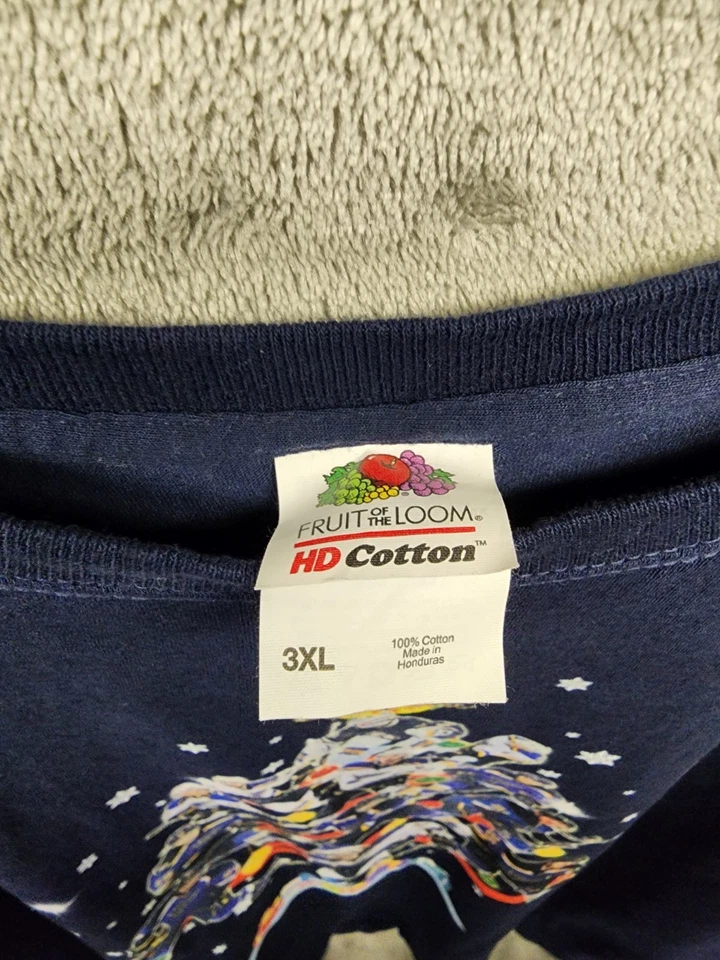 FRUIT OF THE LOOM®
HD Cotton™
3XL
100% Cotton
Made in
Honduras